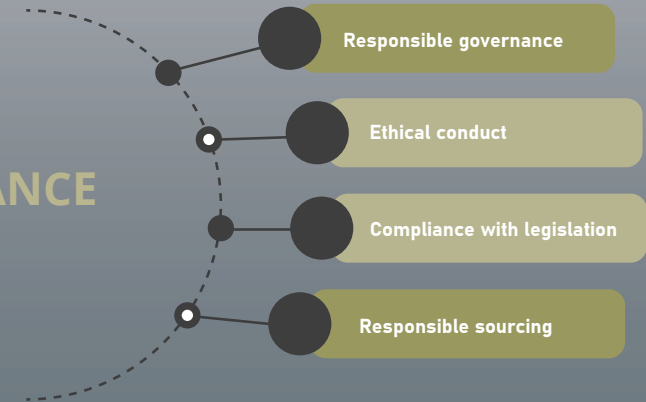 Responsible governance
Ethical conduct
ANCE
Compliance with legislation
Responsible sourcing